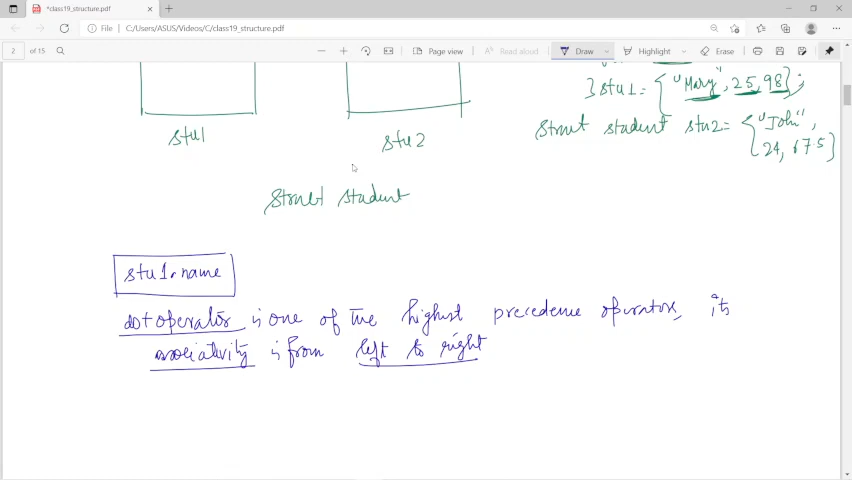 *class19_structure.pdf
File
C:/Users/ASUS/Videos/C/class19_structure.pdf
2 of 15
Page view
Read aloud
Draw
Highlight
Erase
} stu1 = { "Mary", 25, 98};
struct student stu2 = { "John",
24, 67.5}
stu1
stu2
struct student
stu1.name
dot operator is one of the highest precedence operators, its
associativity is from left to right